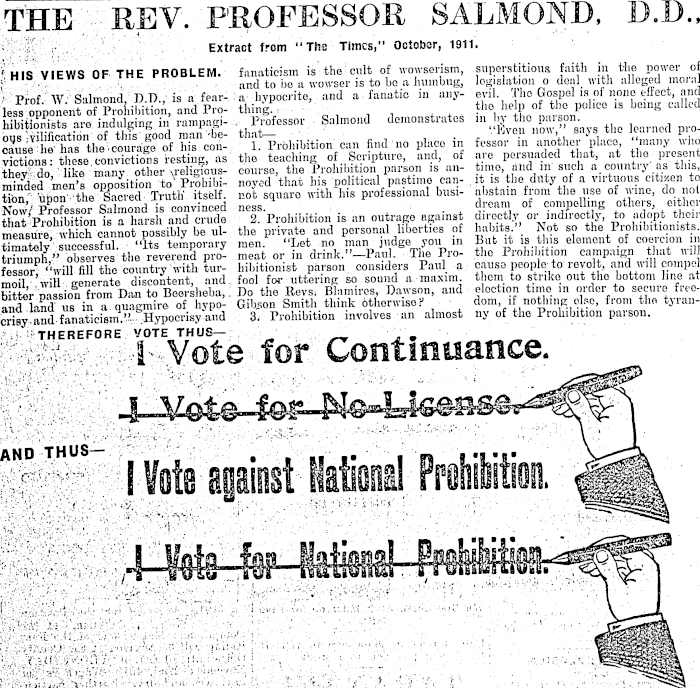 THE REV. PROFESSOR SALMOND, D.D.,
Extract from "The Times," October, 1911.
HIS VIEWS OF THE PROBLEM.
Prof. W. Salmond, D.D., is a fear-
less opponent of Prohibition, and Pro-
hibitionists are indulging in rampagi-
ous vilification of this good man be-
cause he has the courage of his con-
victions: these convictions resting, as
they do, like many other religious-
minded men's opposition to Prohibi-
tion, upon the Sacred Truth itself.
Now, Professor Salmond is convinced
that Prohibition is a harsh and crude
measure, which cannot possibly be ul-
timately successful. "Its temporary
triumph," observes the reverend pro-
fessor, "will fill the country with tur-
moil, will generate discontent, and
bitter passion from Dan to Beersheba,
and land us in a quagmire of hypo-
crisy and fanaticism." Hypocrisy and
fanaticism is the cult of wowserism,
and to be a wowser is to be a humbug,
a hypocrite, and a fanatic in any-
thing.
Professor Salmond demonstrates
that—
1. Prohibition can find no place in
the teaching of Scripture, and, of
course, the Prohibition parson is an-
noyed that his political pastime can-
not square with his professional busi-
ness.
2. Prohibition is an outrage against
the private and personal liberties of
men. "Let no man judge you in
meat or in drink."—Paul. The Pro-
hibitionist parson considers Paul a
fool for uttering so sound a maxim.
Do the Revs. Blamires, Dawson, and
Gibson Smith think otherwise?
3. Prohibition involves an almost
superstitious faith in the power of
legislation o deal with alleged moral
evil. The Gospel is of none effect, and
the help of the police is being called
in by the parson.
"Even now," says the learned pro-
fessor in another place, "many who
are persuaded that, at the present
time, and in such a country as this,
it is the duty of a virtuous citizen to
abstain from the use of wine, do not
dream of compelling others, either
directly or indirectly, to adopt their
habits." Not so the Prohibitionists.
But it is this element of coercion in
the Prohibition campaign that will
cause people to revolt, and will compel
them to strike out the bottom line at
election time in order to secure free-
dom, if nothing else, from the tyran-
ny of the Prohibition parson.
THEREFORE VOTE THUS—
I Vote for Continuance.
I Vote for No-License.
AND THUS—
I Vote against National Prohibition.
I Vote for National Prohibition.